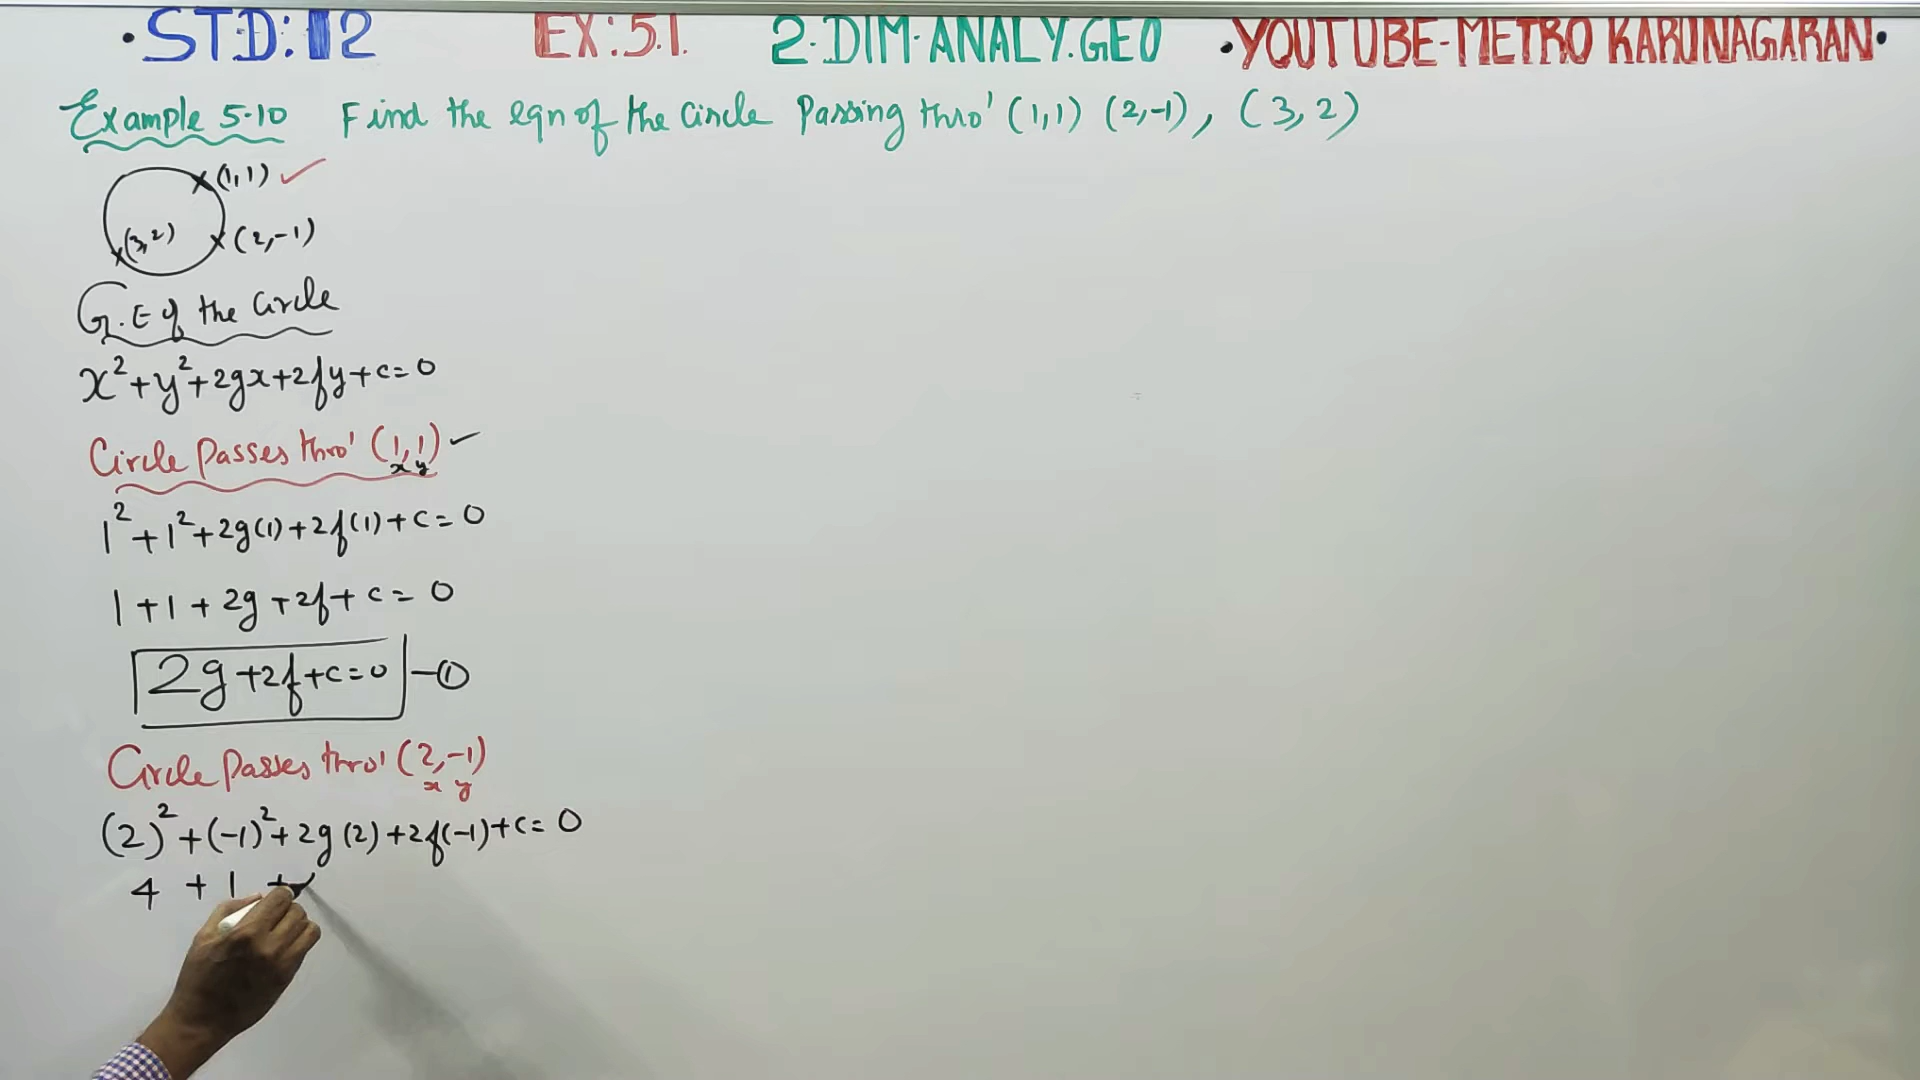 •STD: 12 EX: 5.1. 2-DIM-ANALY.GEO •YOUTUBE-METRO KARUNAGARAN•
Example 5.10 Find the eqn of the Circle Passing thro' (1,1) (2,-1), (3,2)
(1,1) ✓
(3,2) (2,-1)
G.E of the Circle
x²+y²+2gx+2fy+c=0
Circle Passes thro' (1,1) ✓
x y
1²+1²+2g(1)+2f(1)+c=0
1+1+2g+2f+c=0
2g+2f+c=0 -①
Circle Passes thro' (2,-1)
x y
(2)²+(-1)²+2g(2)+2f(-1)+c=0
4 + 1 +